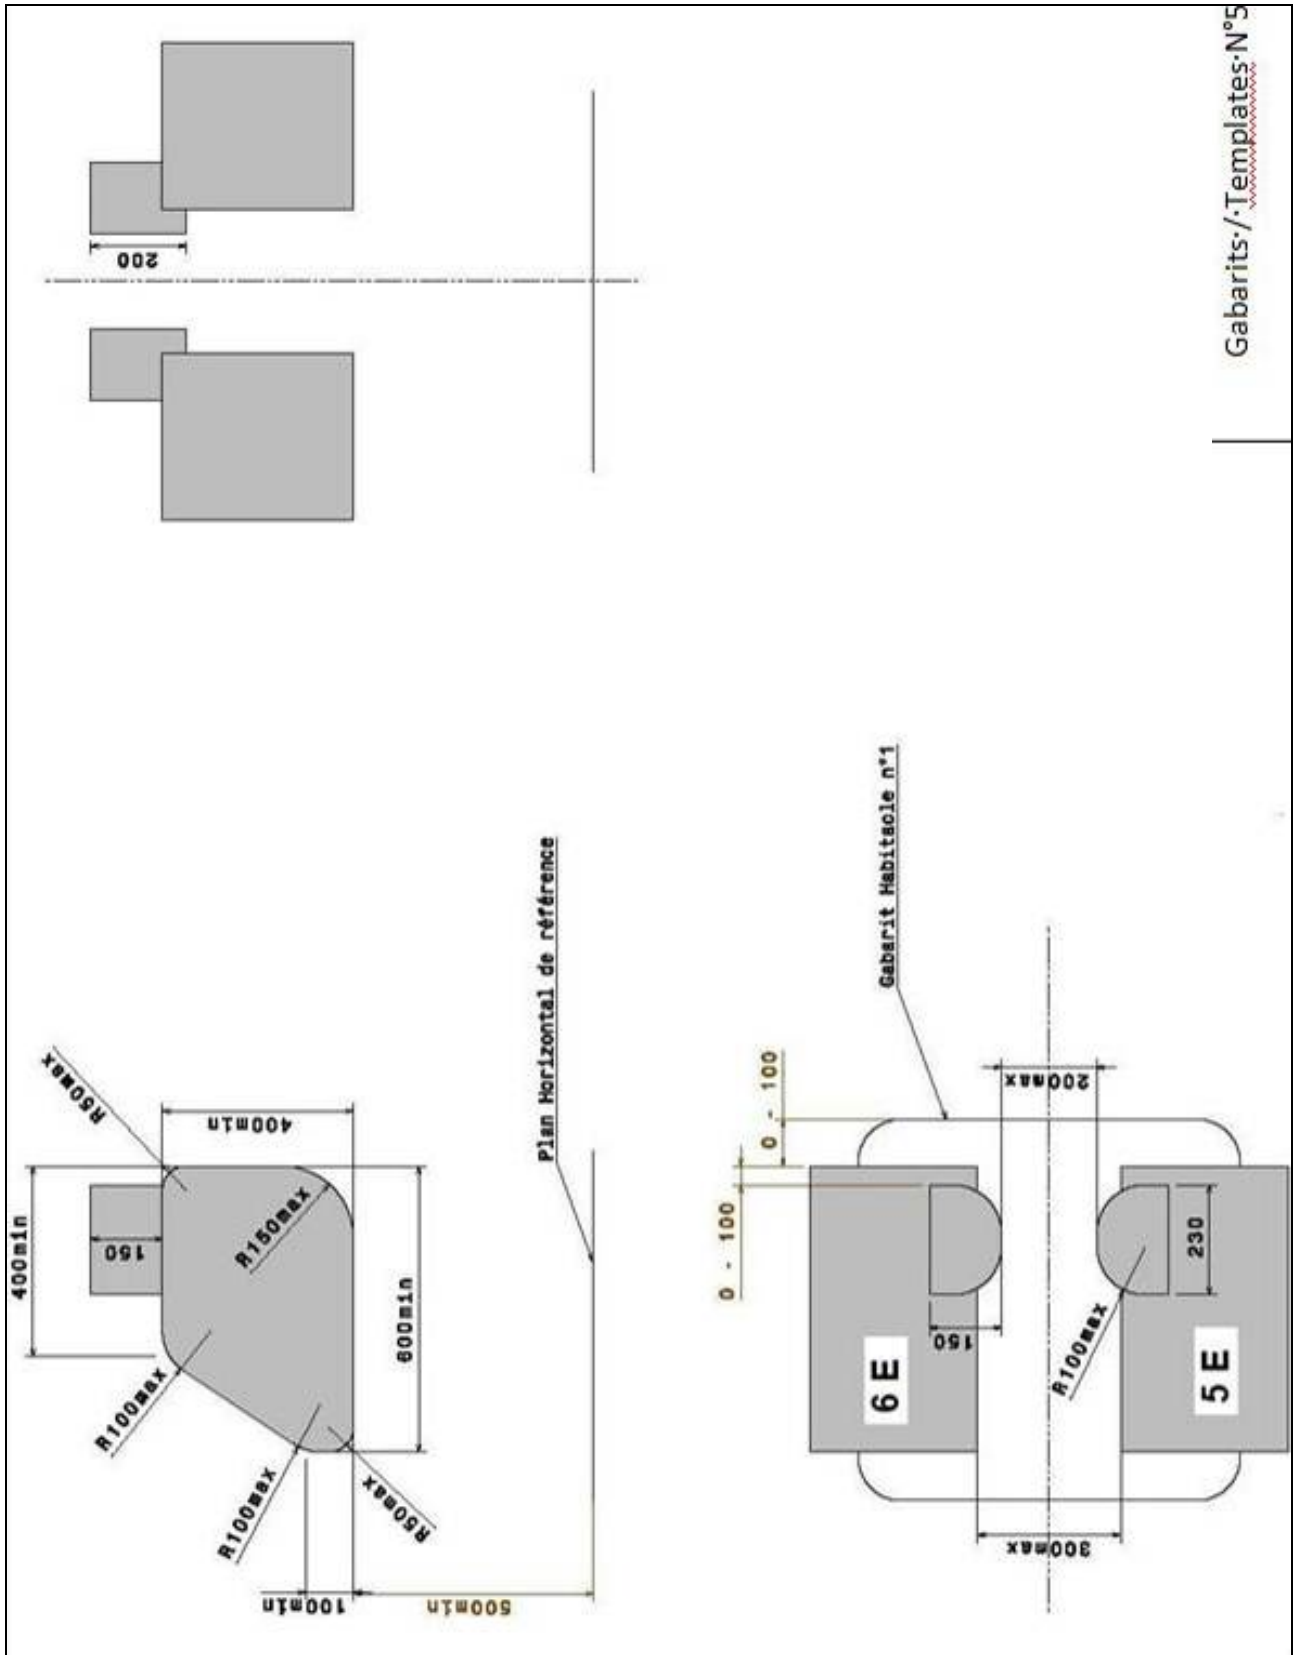 Gabarits·/·Templates·N°5
200
R50max
400min
400min
150
R150max
600min
R100max
R100max
R50max
100min
500min
Plan Horizontal de référence
Gabarit Habitaole n°1
0 - 100
0 - 100
200max
230
150
R100max
6 E
5 E
300max